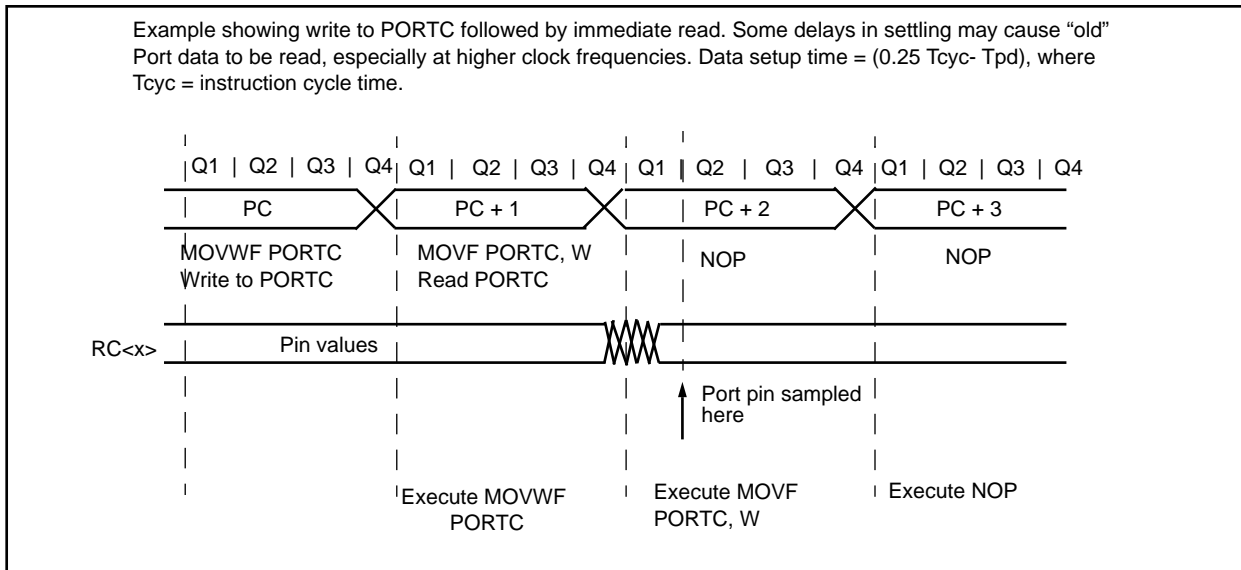 Example showing write to PORTC followed by immediate read. Some delays in settling may cause “old”
Port data to be read, especially at higher clock frequencies. Data setup time = (0.25 Tcyc- Tpd), where
Tcyc = instruction cycle time.
Q1 | Q2 | Q3 | Q4 Q1 | Q2 | Q3 | Q4 Q1 | Q2 | Q3 | Q4 Q1 | Q2 | Q3 | Q4
PC PC + 1 PC + 2 PC + 3
MOVWF PORTC MOVF PORTC, W NOP NOP
Write to PORTC Read PORTC
RC<x> Pin values
Port pin sampled
here
Execute MOVWF Execute MOVF Execute NOP
PORTC PORTC, W